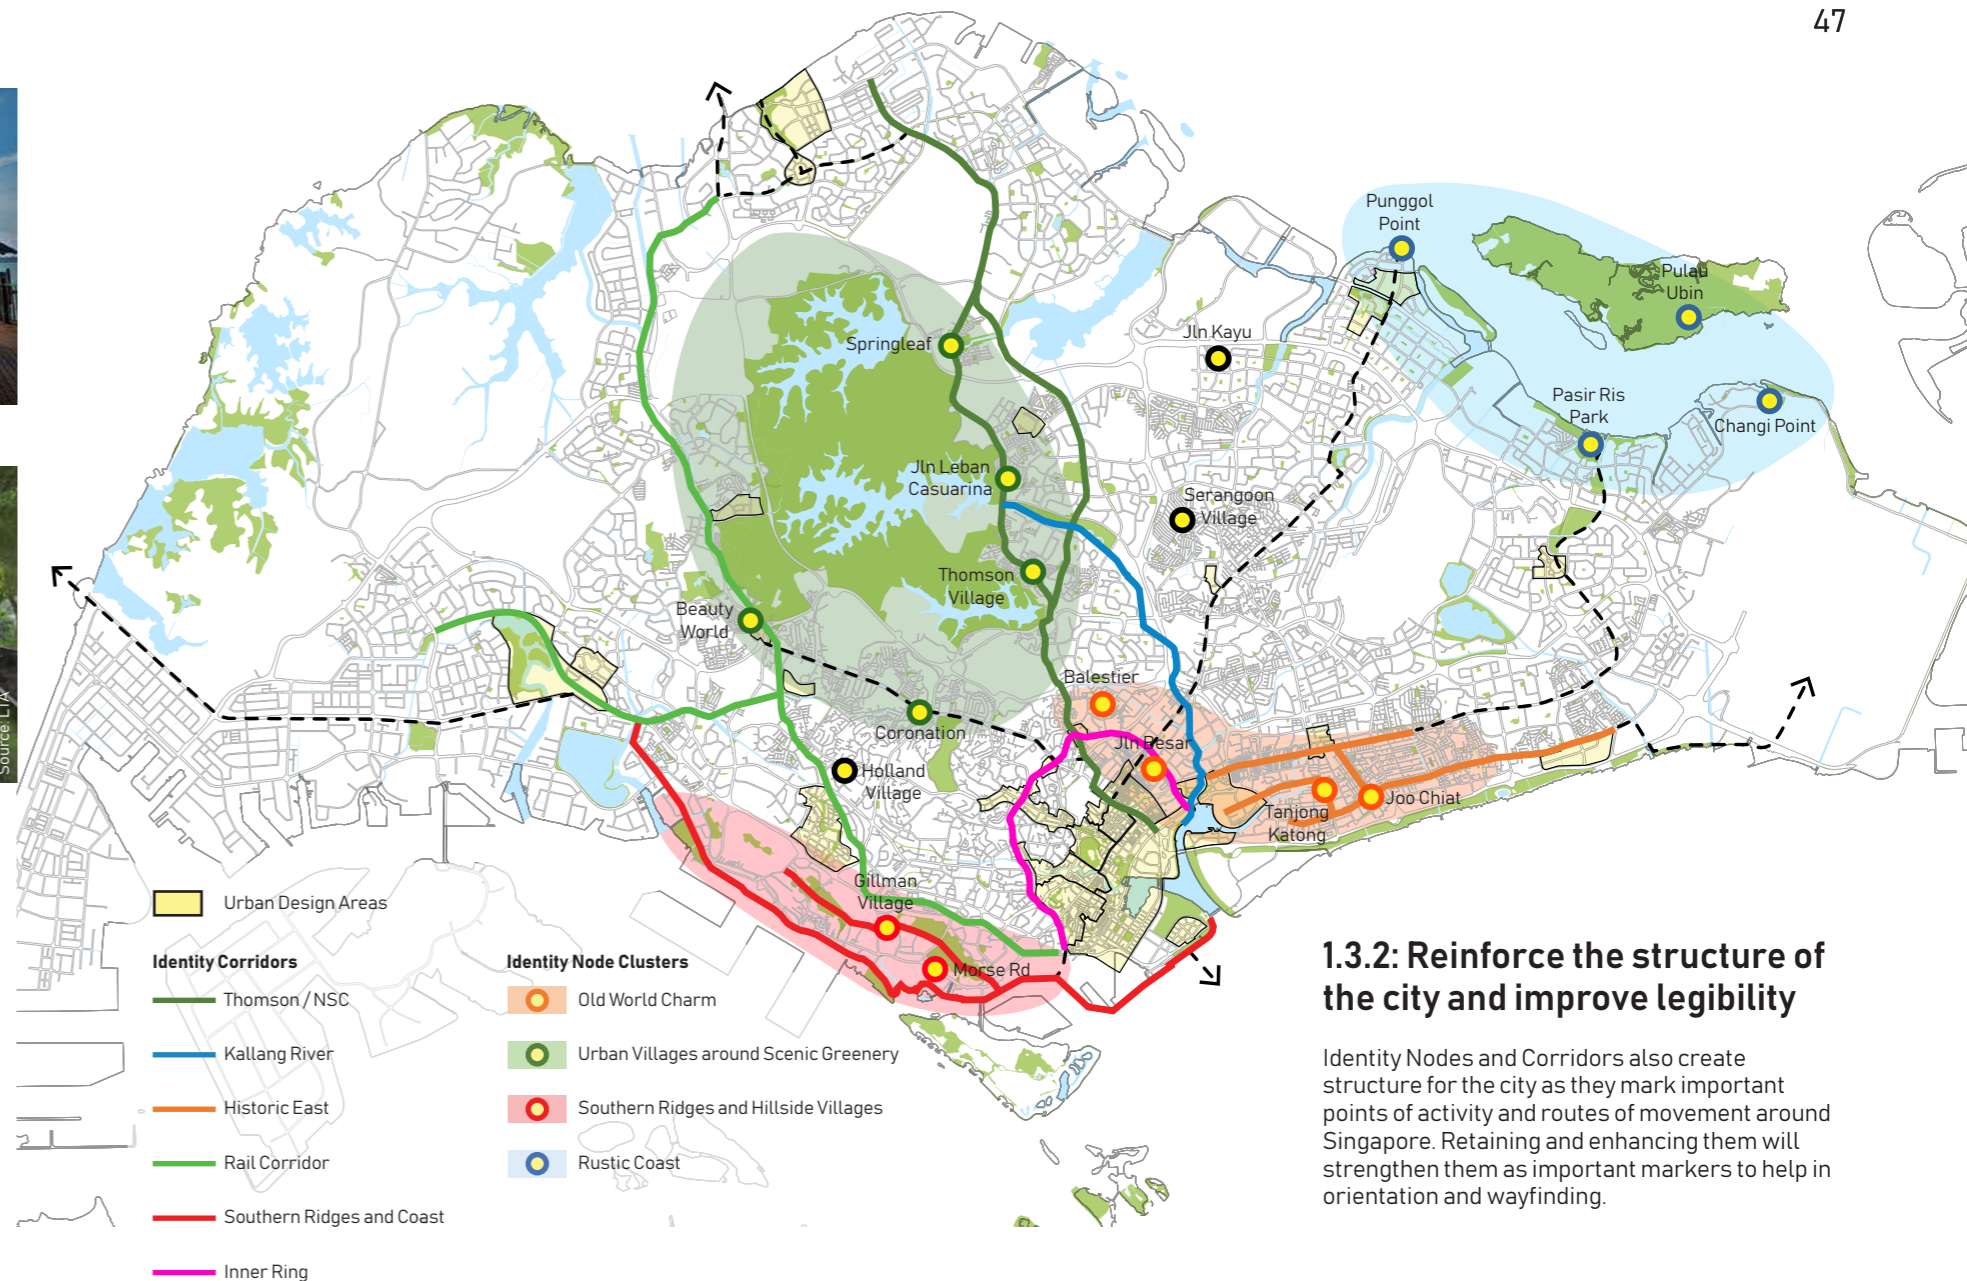 47
Punggol
Point
Pulau
Ubin
Springleaf
Jln Kayu
Pasir Ris
Park
Changi Point
Jln Leban
Casuarina
Serangoon
Village
Thomson
Village
Beauty
World
Balestier
Source: LTA
Coronation
Jln Besar
Holland
Village
Joo Chiat
Tanjong
Katong
Gillman
Village
Morse Rd
Urban Design Areas
Identity Corridors
Thomson / NSC
Kallang River
Historic East
Rail Corridor
Southern Ridges and Coast
Inner Ring
Identity Node Clusters
Old World Charm
Urban Villages around Scenic Greenery
Southern Ridges and Hillside Villages
Rustic Coast
1.3.2: Reinforce the structure of
the city and improve legibility
Identity Nodes and Corridors also create
structure for the city as they mark important
points of activity and routes of movement around
Singapore. Retaining and enhancing them will
strengthen them as important markers to help in
orientation and wayfinding.